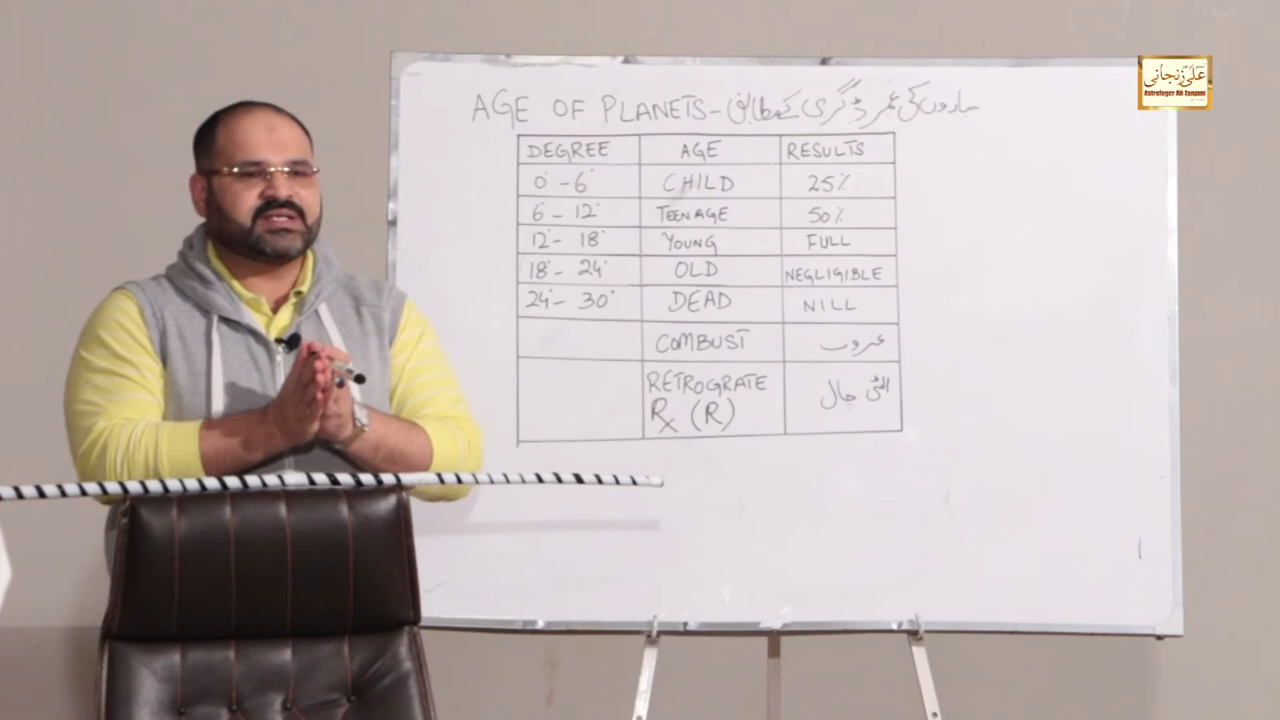 AGE OF PLANETS - ستاروں کی عمر ڈگری کے مطابق
DEGREE AGE RESULTS
0° - 6° CHILD 25%
6° - 12° TEENAGE 50%
12° - 18° YOUNG FULL
18° - 24° OLD NEGLIGIBLE
24° - 30° DEAD NILL
COMBUST غروب
RETROGRATE الٹی چال
Rx (R)
علی زنجانی
Astrologer Ali Zanjani